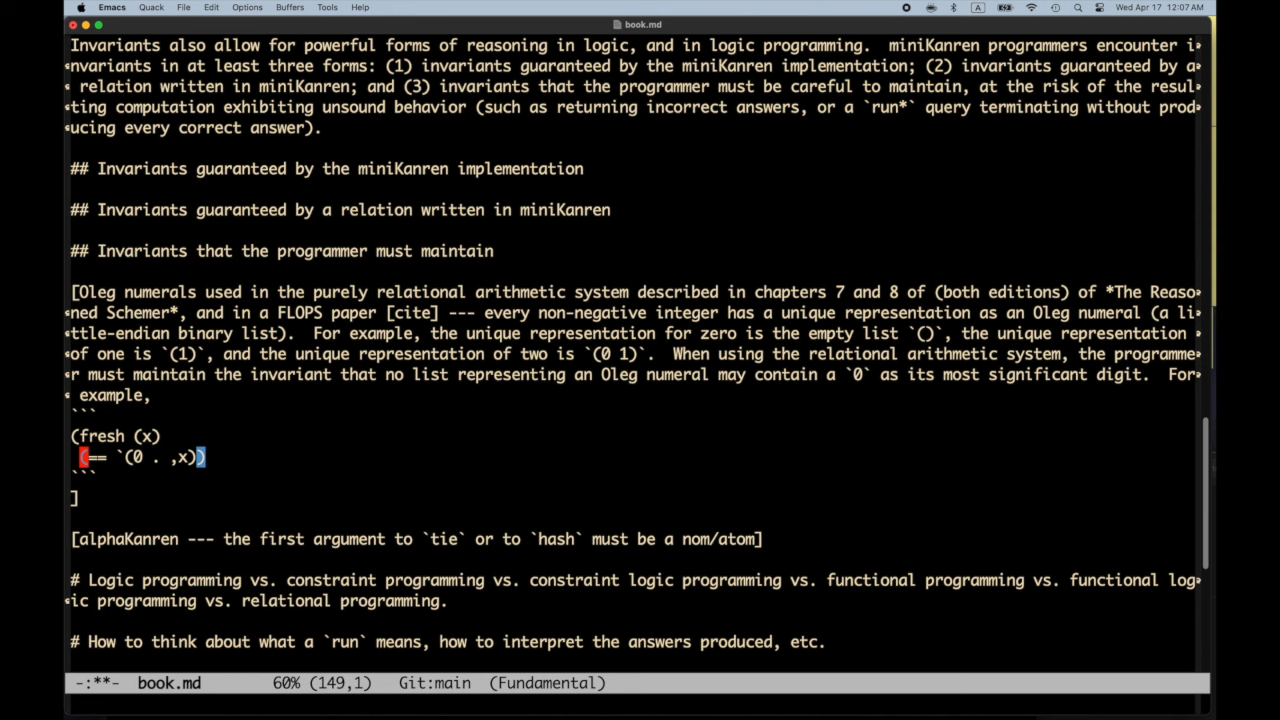 Emacs Quack File Edit Options Buffers Tools Help A Wed Apr 17 12:07 AM
book.md
Invariants also allow for powerful forms of reasoning in logic, and in logic programming.  miniKanren programmers encounter i
nvariants in at least three forms: (1) invariants guaranteed by the miniKanren implementation; (2) invariants guaranteed by a
 relation written in miniKanren; and (3) invariants that the programmer must be careful to maintain, at the risk of the resul
ting computation exhibiting unsound behavior (such as returning incorrect answers, or a `run*` query terminating without prod
ucing every correct answer).
## Invariants guaranteed by the miniKanren implementation
## Invariants guaranteed by a relation written in miniKanren
## Invariants that the programmer must maintain
[Oleg numerals used in the purely relational arithmetic system described in chapters 7 and 8 of (both editions) of *The Reaso
ned Schemer*, and in a FLOPS paper [cite] --- every non-negative integer has a unique representation as an Oleg numeral (a li
ttle-endian binary list).  For example, the unique representation for zero is the empty list `()`, the unique representation
of one is `(1)`, and the unique representation of two is `(0 1)`.  When using the relational arithmetic system, the programme
r must maintain the invariant that no list representing an Oleg numeral may contain a `0` as its most significant digit.  For
 example,
```
(fresh (x)
 (== `(0 . ,x))
```
]
[alphaKanren --- the first argument to `tie` or to `hash` must be a nom/atom]
# Logic programming vs. constraint programming vs. constraint logic programming vs. functional programming vs. functional log
ic programming vs. relational programming.
# How to think about what a `run` means, how to interpret the answers produced, etc.
-:**-  book.md  60% (149,1)  Git:main  (Fundamental)